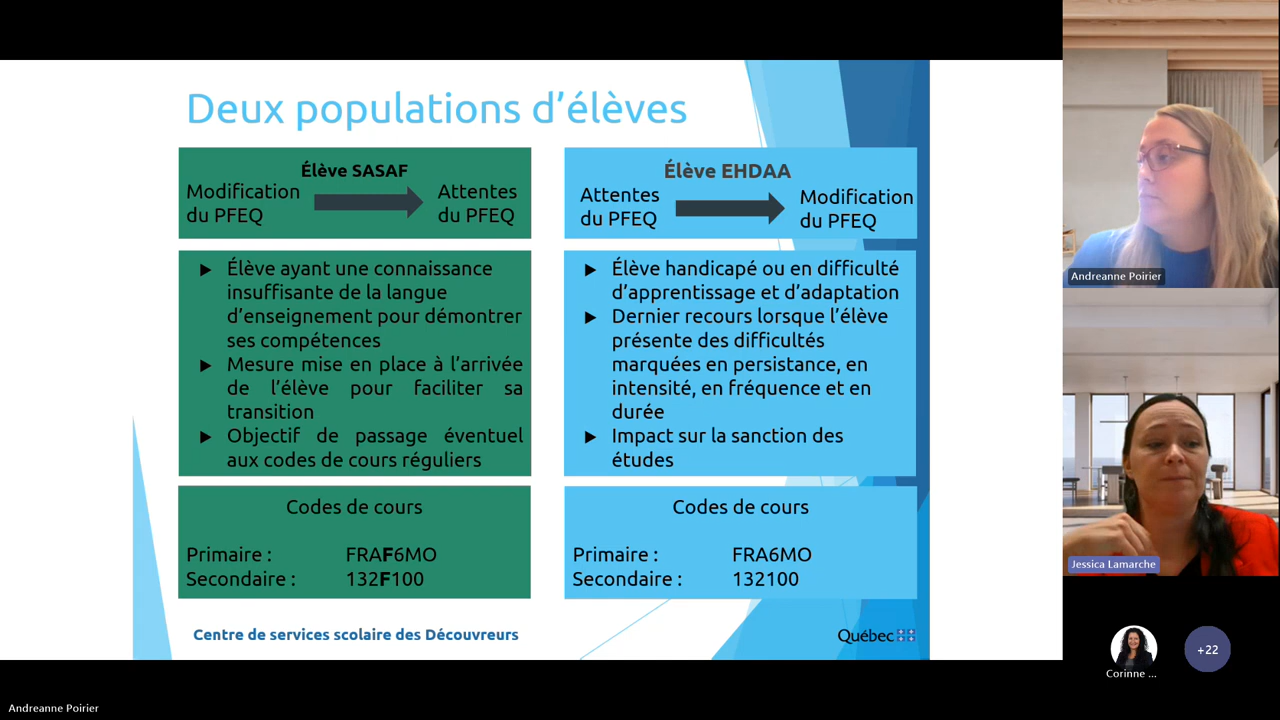 Deux populations d’élèves
Élève SASAF
Modification
du PFEQ
Attentes
du PFEQ
Élève ayant une connaissance
insuffisante de la langue
d’enseignement pour démontrer
ses compétences
Mesure mise en place à l’arrivée
de l’élève pour faciliter sa
transition
Objectif de passage éventuel
aux codes de cours réguliers
Codes de cours
Primaire : FRAF6MO
Secondaire : 132F100
Élève EHDAA
Attentes
du PFEQ
Modification
du PFEQ
Élève handicapé ou en difficulté
d’apprentissage et d’adaptation
Dernier recours lorsque l’élève
présente des difficultés
marquées en persistance, en
intensité, en fréquence et en
durée
Impact sur la sanction des
études
Codes de cours
Primaire : FRA6MO
Secondaire : 132100
Centre de services scolaire des Découvreurs
Québec
Andreanne Poirier
Jessica Lamarche
Corinne ...
+22
Andreanne Poirier